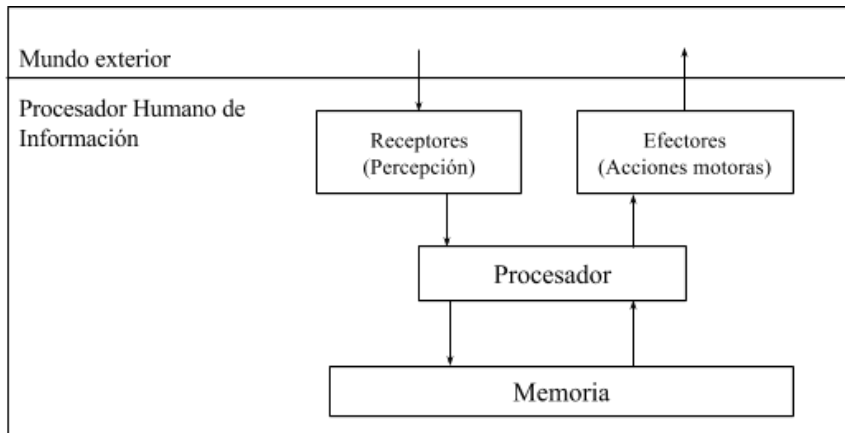 Mundo exterior
Procesador Humano de
Información
Receptores
(Percepción)
Efectores
(Acciones motoras)
Procesador
Memoria